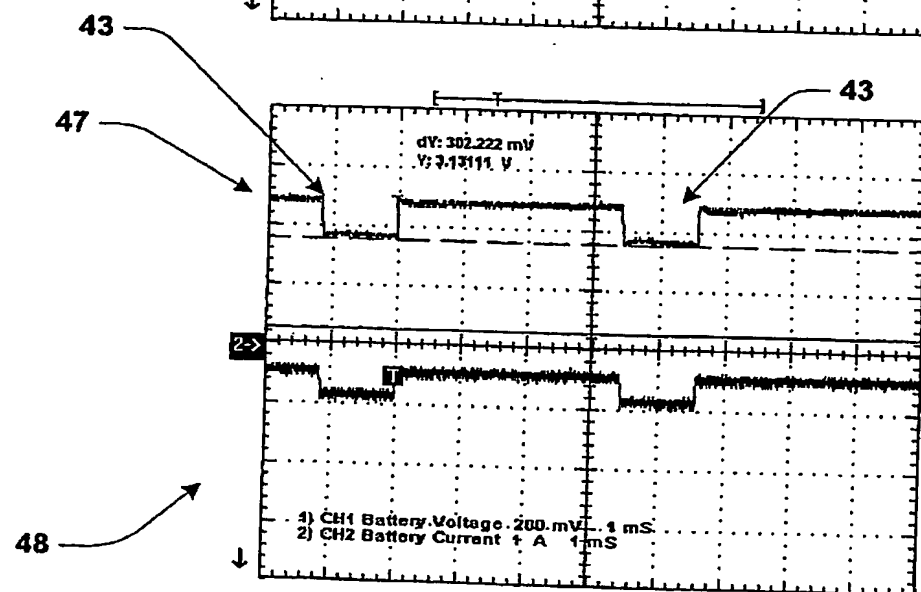 43
43
47
dY: 302.222 mV
Y: 3.13111 V
2->
T
1) CH1 Battery Voltage 200 mV 1 mS
2) CH2 Battery Current 1 A 1 mS
48